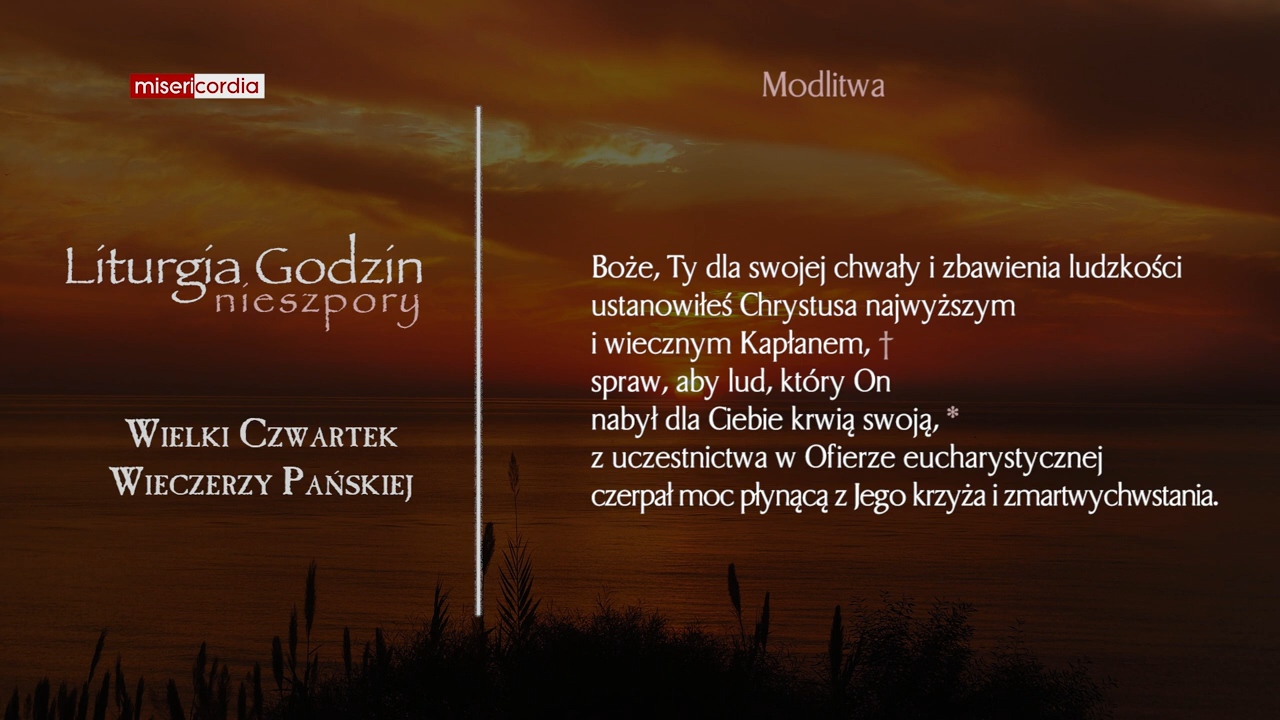 misericordia
Modlitwa
Liturgia Godzin
nieszpory
Wielki Czwartek
Wieczerzy Pańskiej
Boże, Ty dla swojej chwały i zbawienia ludzkości
ustanowiłeś Chrystusa najwyższym
i wiecznym Kapłanem, †
spraw, aby lud, który On
nabył dla Ciebie krwią swoją, *
z uczestnictwa w Ofierze eucharystycznej
czerpał moc płynącą z Jego krzyża i zmartwychwstania.